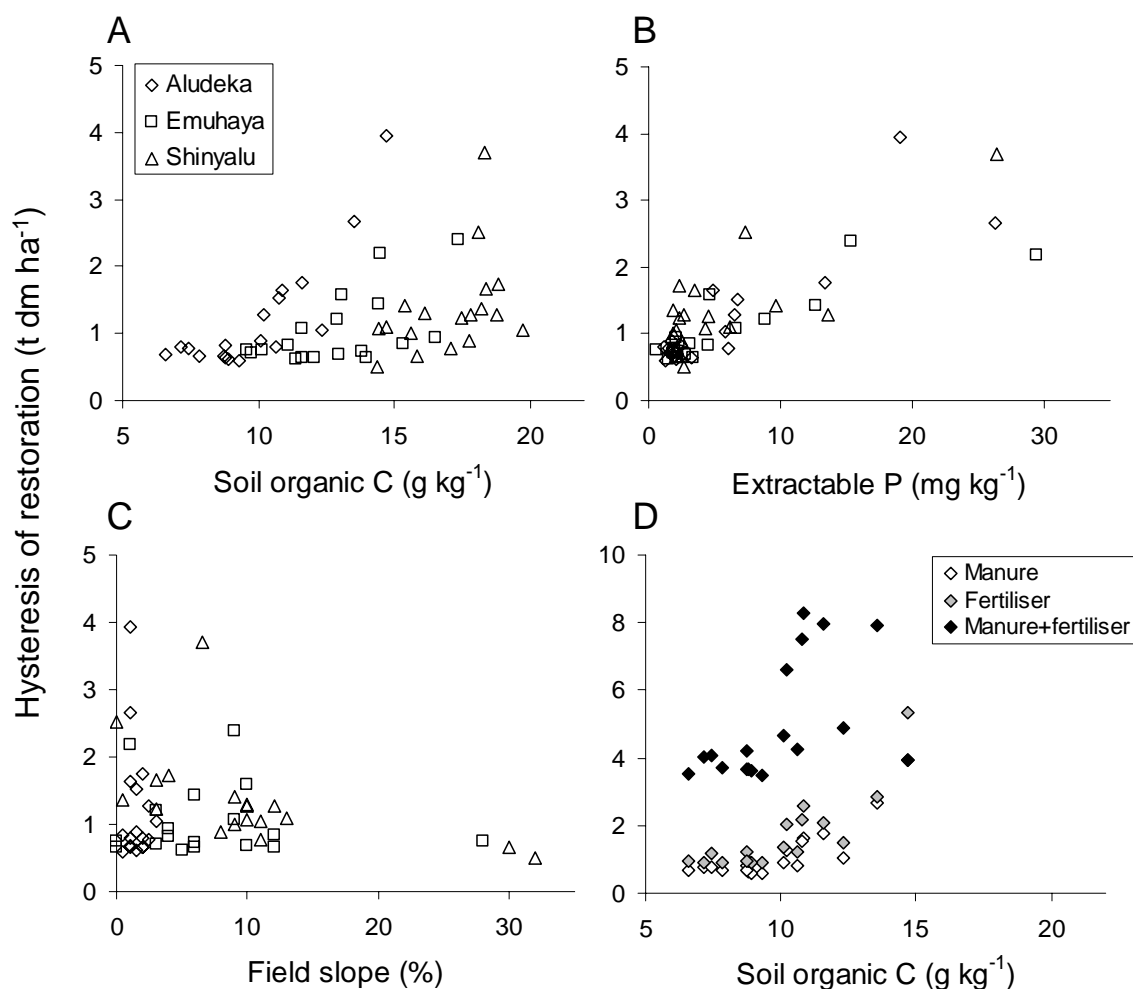 A
B
5
4
3
2
1
0
Aludeka
Emuhaya
Shinyalu
5
10
15
20
Soil organic C (g kg⁻¹)
5
4
3
2
1
0
0
10
20
30
Extractable P (mg kg⁻¹)
Hysteresis of restoration (t dm ha⁻¹)
C
D
5
4
3
2
1
0
0
10
20
30
Field slope (%)
10
8
6
4
2
0
Manure
Fertiliser
Manure+fertiliser
5
10
15
20
Soil organic C (g kg⁻¹)